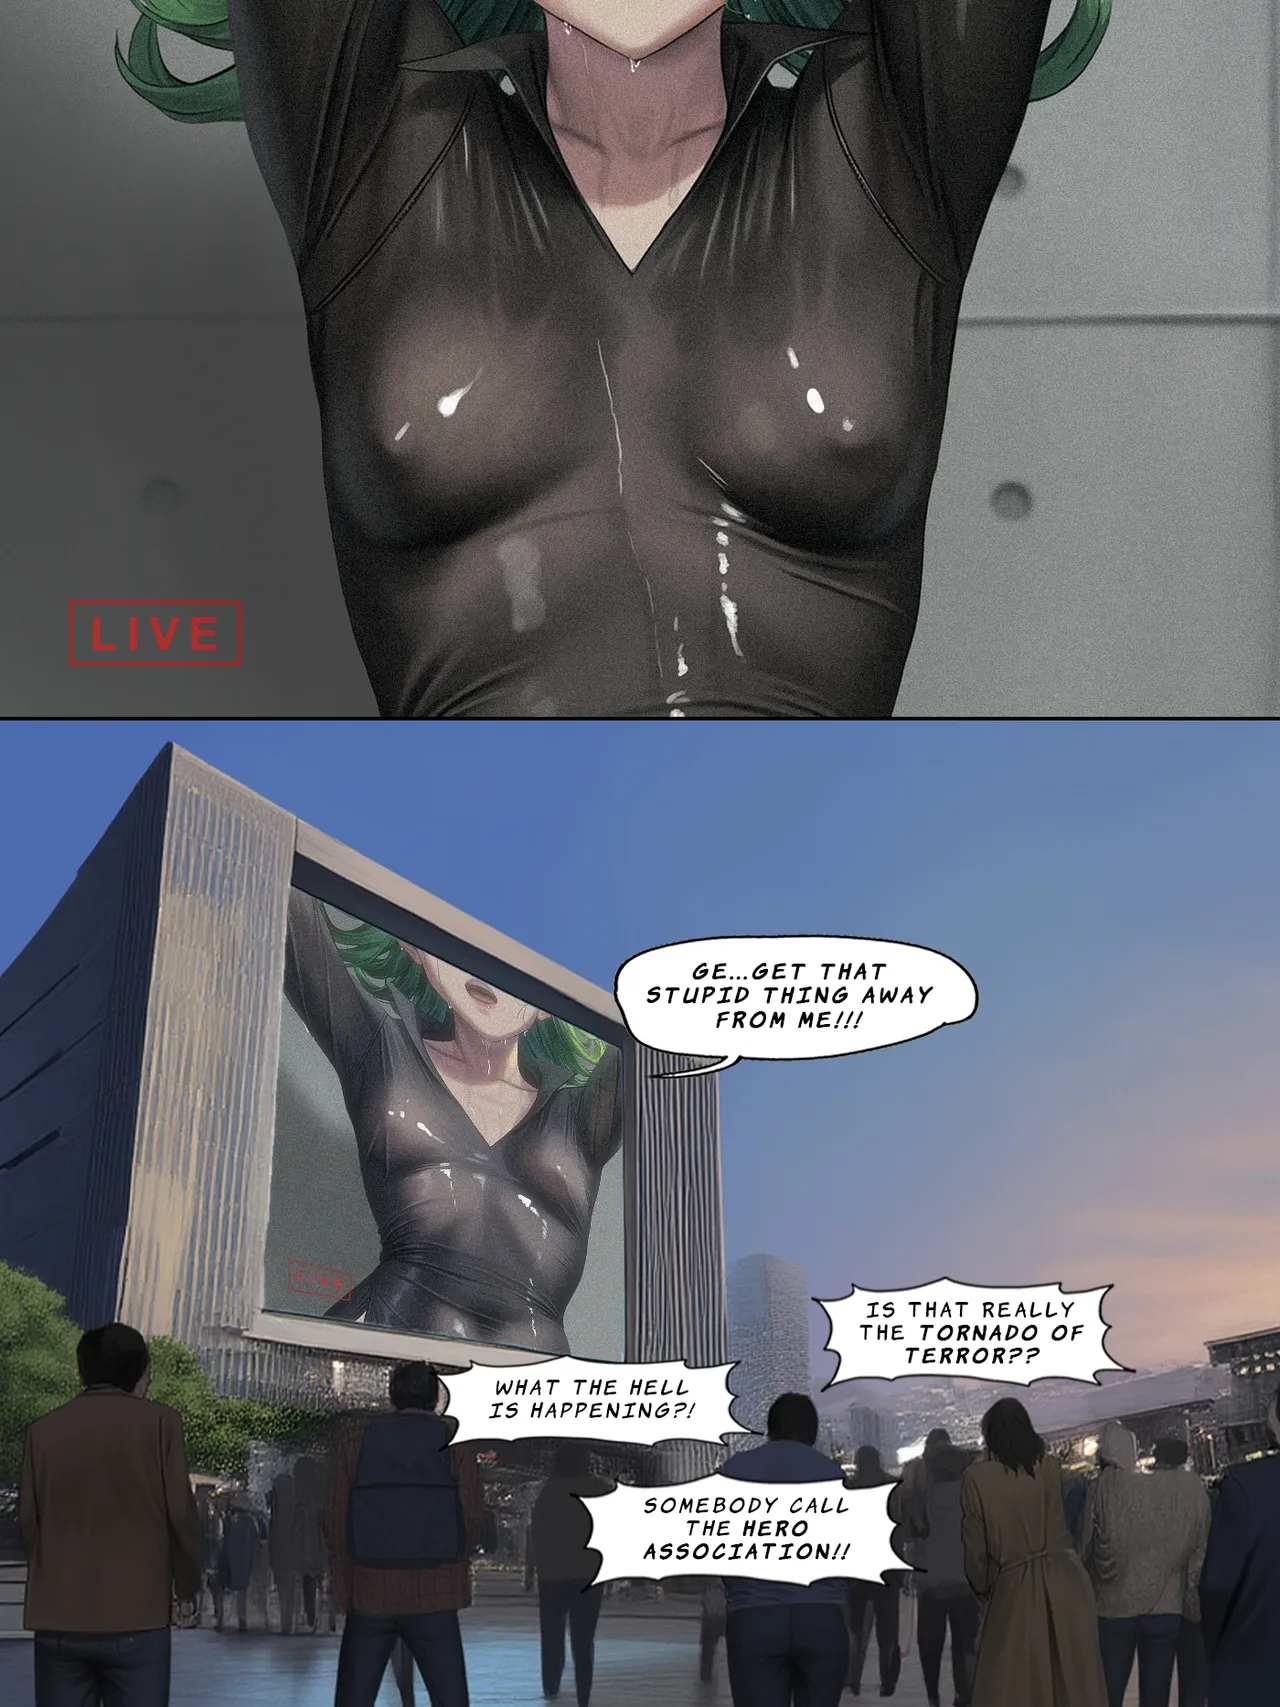 LIVE
GE...GET THAT
STUPID THING AWAY
FROM ME!!!
LIVE
IS THAT REALLY
THE TORNADO OF
TERROR??
WHAT THE HELL
IS HAPPENING?!
SOMEBODY CALL
THE HERO
ASSOCIATION!!